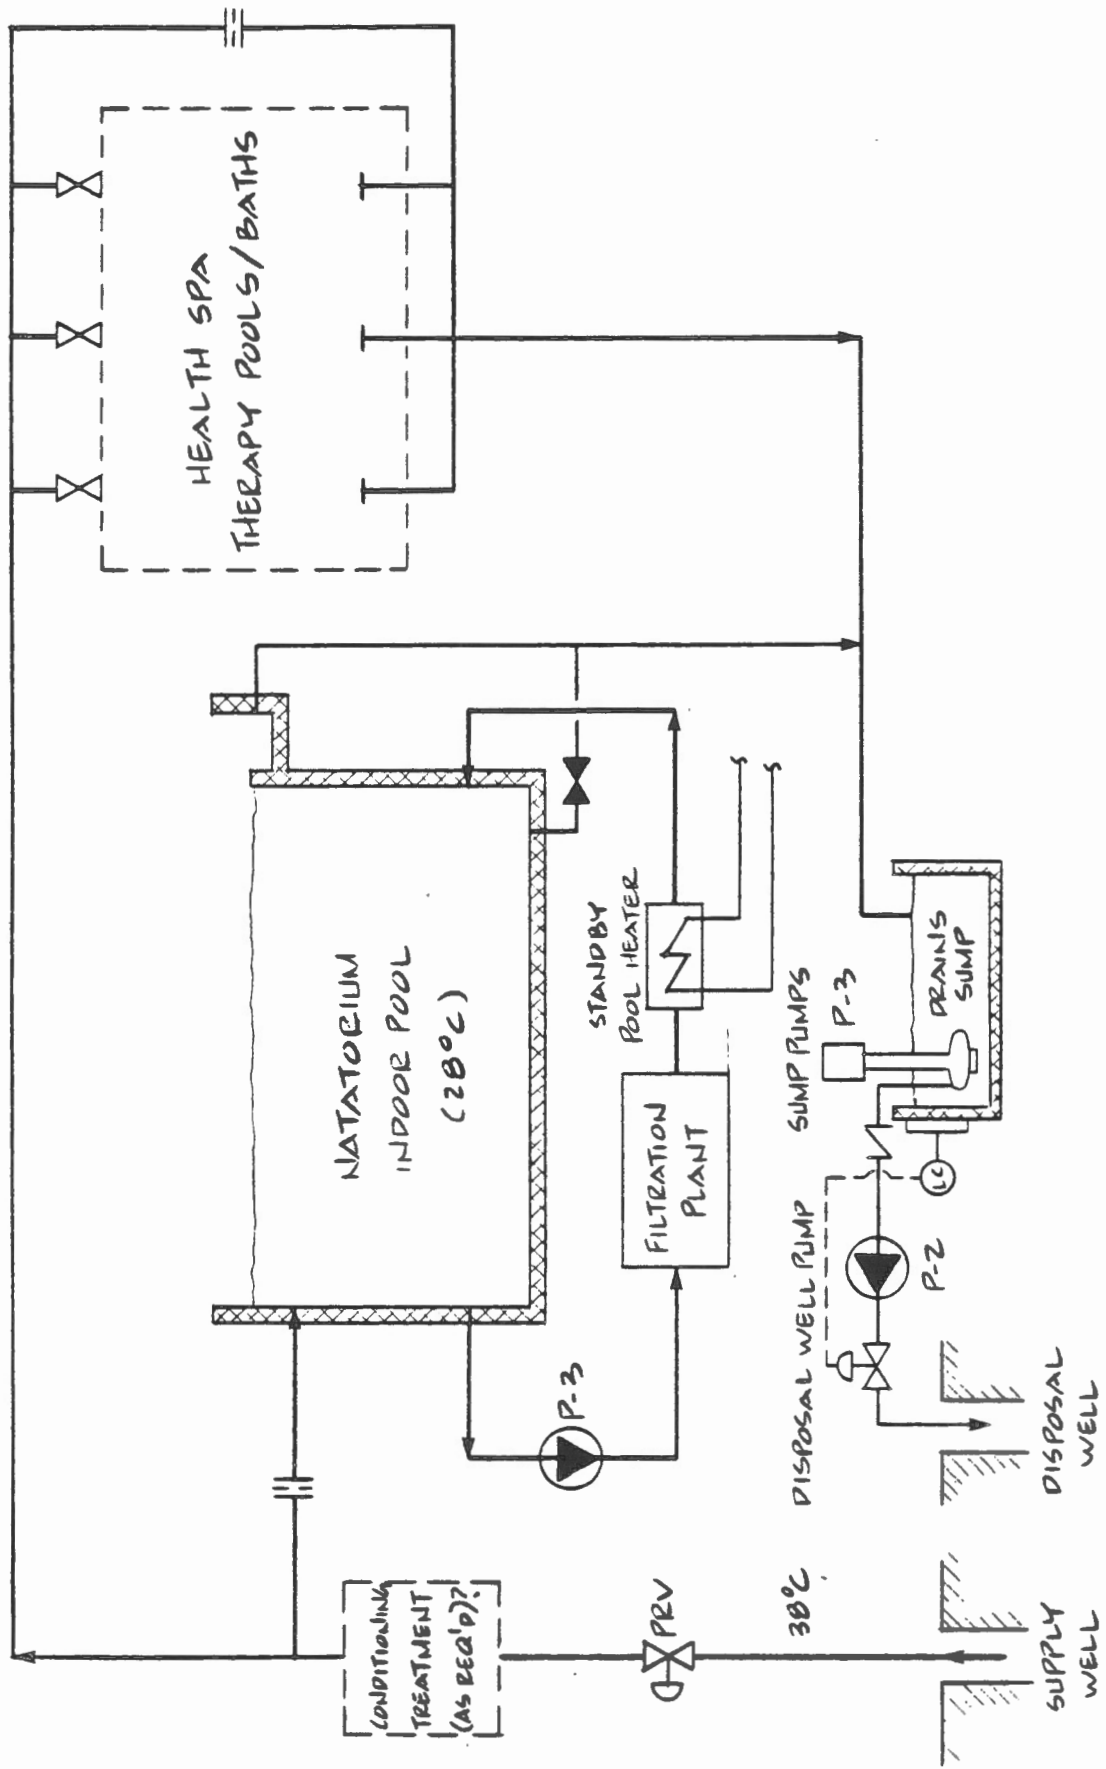 HEALTH SPA
THERAPY POOLS/BATHS
NATATORIUM
INDOOR POOL
(28°C)
STANDBY
POOL HEATER
FILTRATION
PLANT
P-3
SUMP PUMPS
P-3
DRAINS
SUMP
LC
DISPOSAL WELL PUMP
P-2
CONDITIONING
TREATMENT
(AS REQ'D)?
PRV
38°C
SUPPLY
WELL
DISPOSAL
WELL